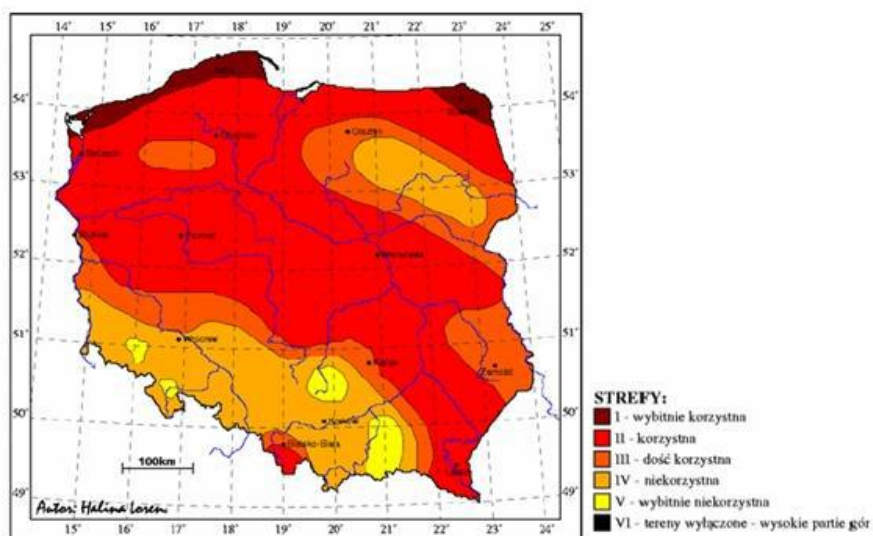 14° 15° 16° 17° 18° 19° 20° 21° 22° 23° 24° 25°
54° 54°
53° 53°
52° 52°
51° 51°
50° 50°
49° 49°
Olsztyn
Szczecin
Poznań
Warszawa
Wrocław
Kielce
Zamość
Kraków
Bielsko-Biała
100km
Autor: Halina Loren
15° 16° 17° 18° 19° 20° 21° 22° 23° 24°
STREFY:
I - wybitnie korzystna
II - korzystna
III - dość korzystna
IV - niekorzystna
V - wybitnie niekorzystna
VI - tereny wyłączone - wysokie partie gór